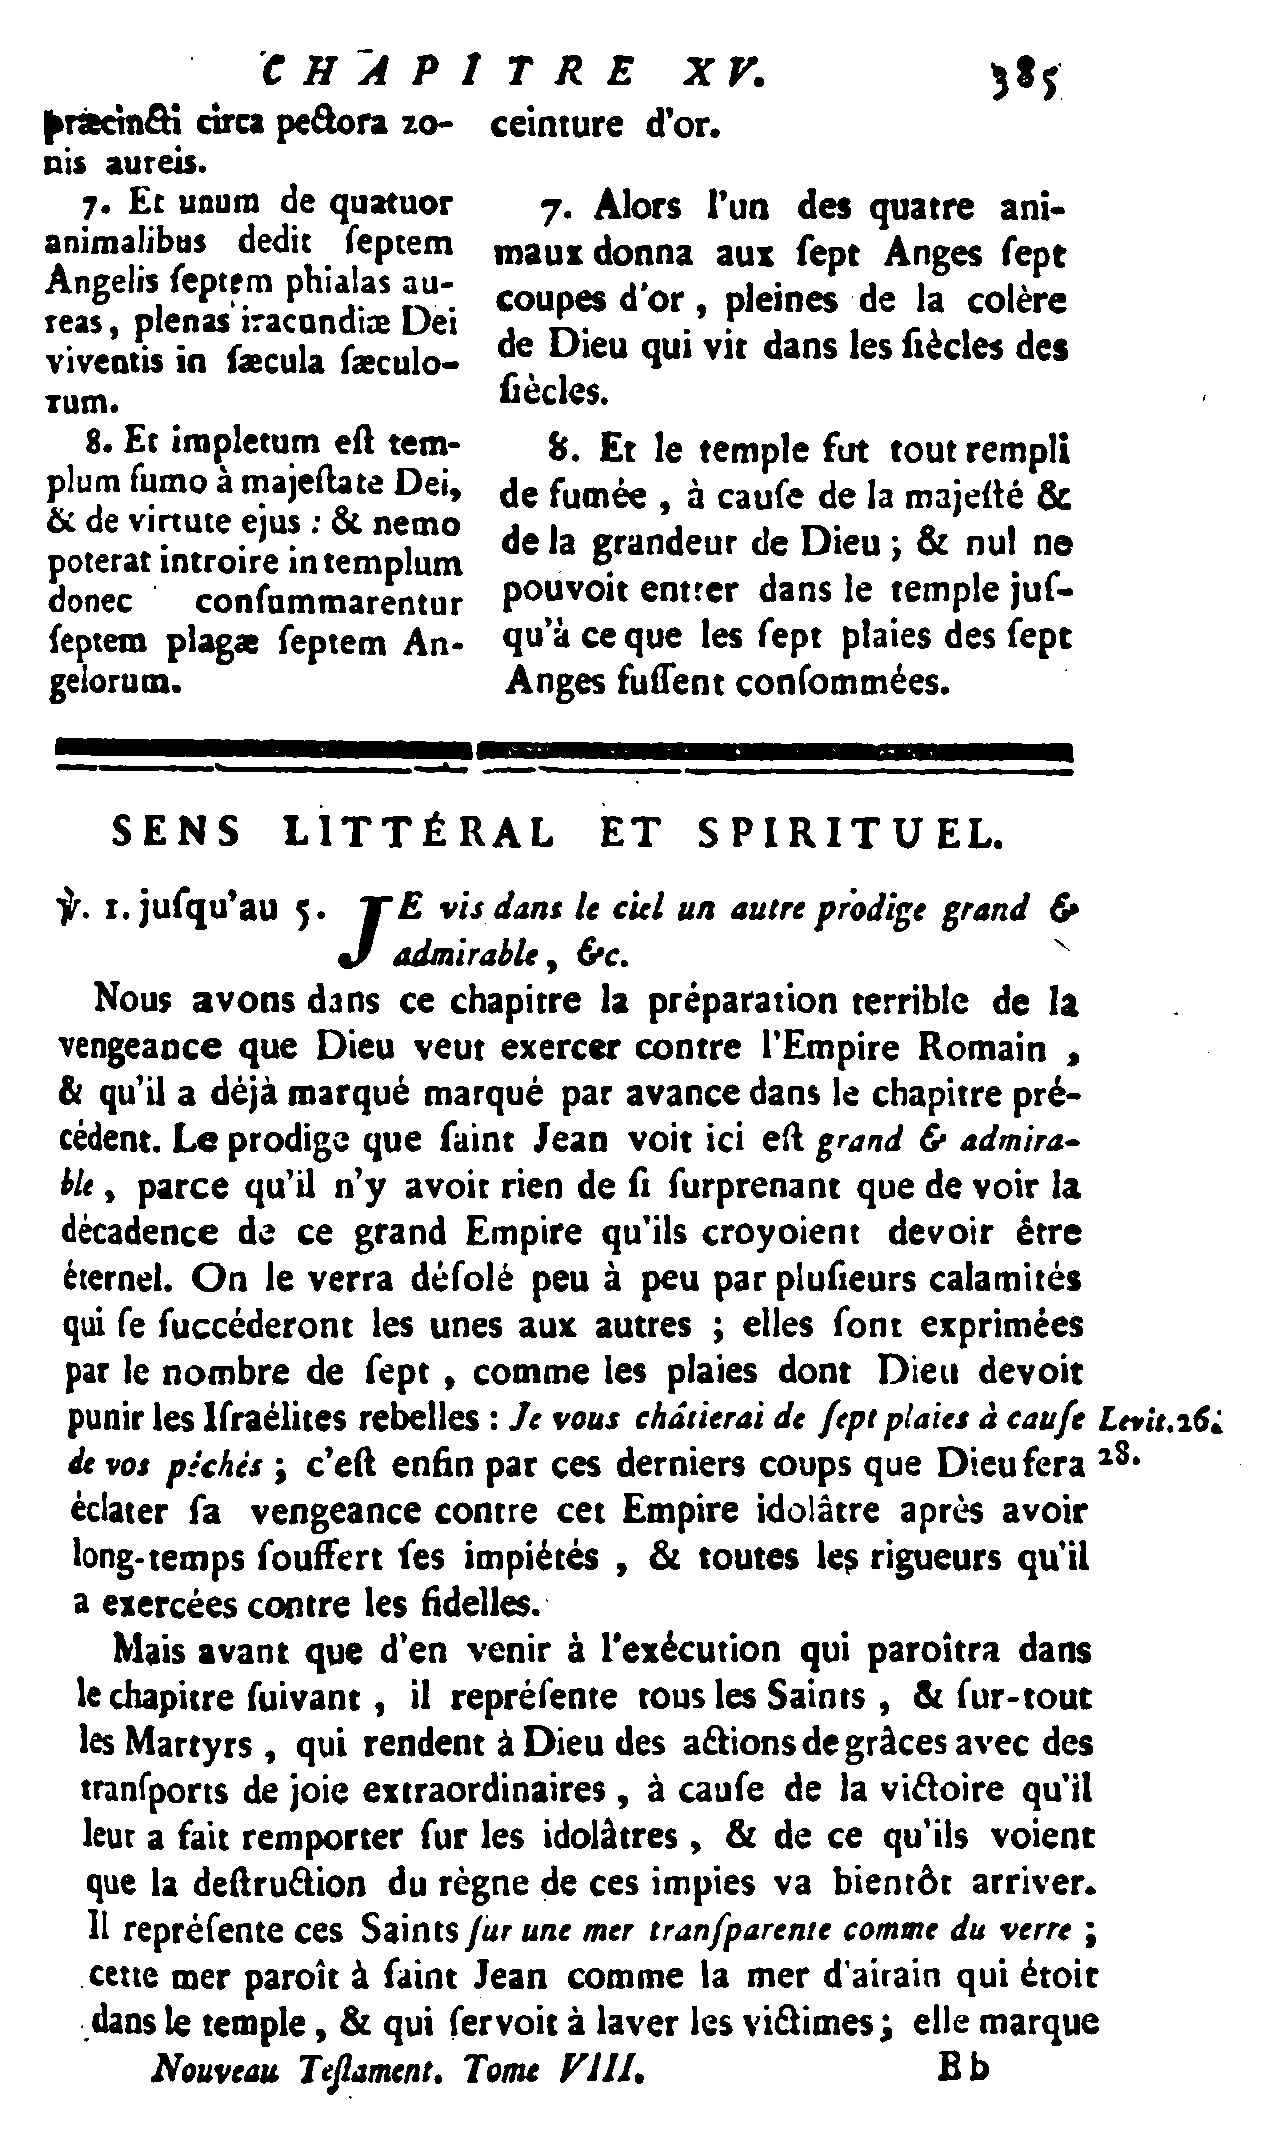 CHAPITRE XV. 385
præcincti circa pectora zo-
nis aureis.
7. Et unum de quatuor
animalibus dedit ſeptem
Angelis ſeptem phialas au-
reas, plenas iracundiæ Dei
viventis in ſæcula ſæculo-
rum.
8. Et impletum eſt tem-
plum fumo à majeſtate Dei,
& de virtute ejus : & nemo
poterat introire in templum
donec conſummarentur
ſeptem plagæ ſeptem An-
gelorum.
ceinture d'or.
7. Alors l'un des quatre ani-
maux donna aux ſept Anges ſept
coupes d'or , pleines de la colère
de Dieu qui vit dans les ſiècles des
ſiècles.
8. Et le temple fut tout rempli
de fumée , à cauſe de la majeſté &
de la grandeur de Dieu ; & nul ne
pouvoit entrer dans le temple juſ-
qu'à ce que les ſept plaies des ſept
Anges fuſſent conſommées.
SENS LITTÉRAL ET SPIRITUEL.
℣. 1. juſqu'au 5. JE vis dans le ciel un autre prodige grand &
admirable , &c.
Nous avons dans ce chapitre la préparation terrible de la
vengeance que Dieu veut exercer contre l'Empire Romain ,
& qu'il a déjà marqué marqué par avance dans le chapitre pré-
cédent. Le prodige que ſaint Jean voit ici eſt grand & admira-
ble , parce qu'il n'y avoit rien de ſi ſurprenant que de voir la
décadence de ce grand Empire qu'ils croyoient devoir être
éternel. On le verra déſolé peu à peu par pluſieurs calamités
qui ſe ſuccéderont les unes aux autres ; elles ſont exprimées
par le nombre de ſept , comme les plaies dont Dieu devoit
punir les Iſraélites rebelles : Je vous châtierai de ſept plaies à cauſe Levit. 26.
de vos péchés ; c'eſt enfin par ces derniers coups que Dieu fera 28.
éclater ſa vengeance contre cet Empire idolâtre après avoir
long-temps ſouffert ſes impiétés , & toutes les rigueurs qu'il
a exercées contre les fidelles.
Mais avant que d'en venir à l'exécution qui paroîtra dans
le chapitre ſuivant , il repréſente tous les Saints , & ſur-tout
les Martyrs , qui rendent à Dieu des actions de grâces avec des
tranſports de joie extraordinaires , à cauſe de la victoire qu'il
leur a fait remporter ſur les idolâtres , & de ce qu'ils voient
que la deſtruction du règne de ces impies va bientôt arriver.
Il repréſente ces Saints ſur une mer tranſparente comme du verre ;
cette mer paroît à ſaint Jean comme la mer d'airain qui étoit
dans le temple , & qui ſervoit à laver les victimes ; elle marque
Nouveau Teſtament. Tome VIII. Bb